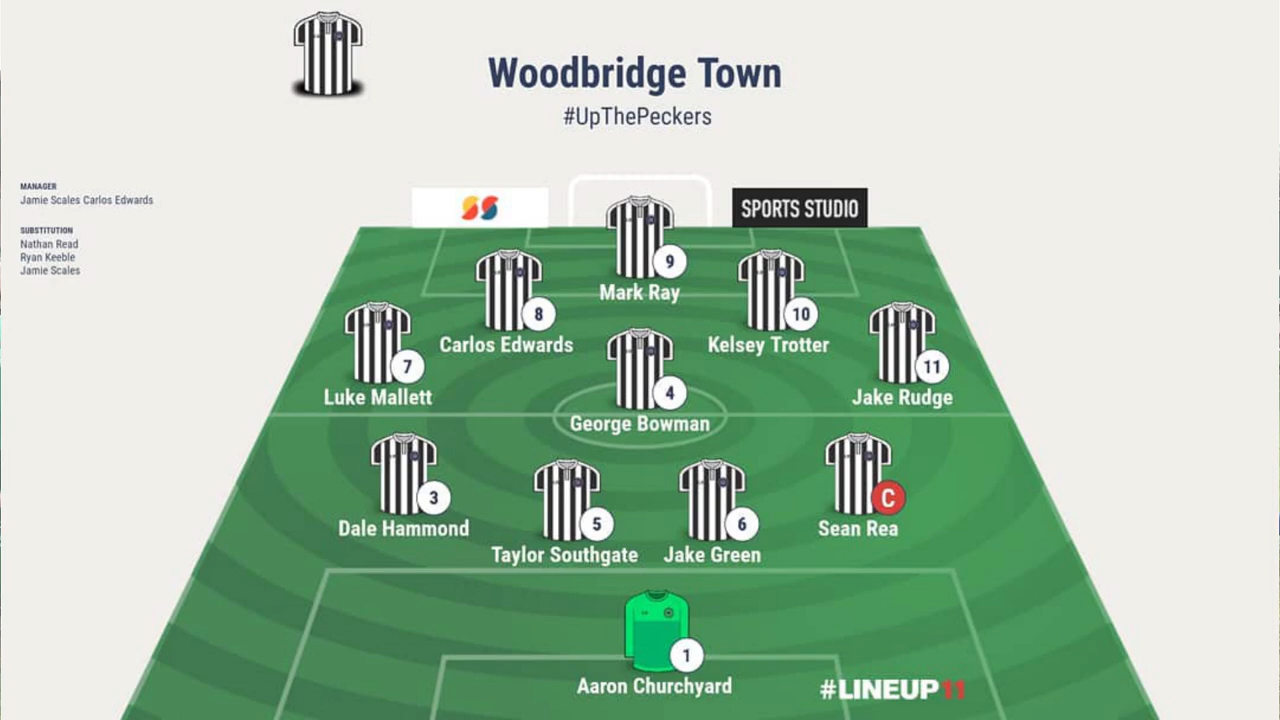 Woodbridge Town
#UpThePeckers
MANAGER
Jamie Scales Carlos Edwards
SUBSTITUTION
Nathan Read
Ryan Keeble
Jamie Scales
SPORTS STUDIO
9
Mark Ray
8
Carlos Edwards
10
Kelsey Trotter
7
Luke Mallett
11
Jake Rudge
4
George Bowman
3
Dale Hammond
5
Taylor Southgate
6
Jake Green
C
Sean Rea
1
Aaron Churchyard
#LINEUP11